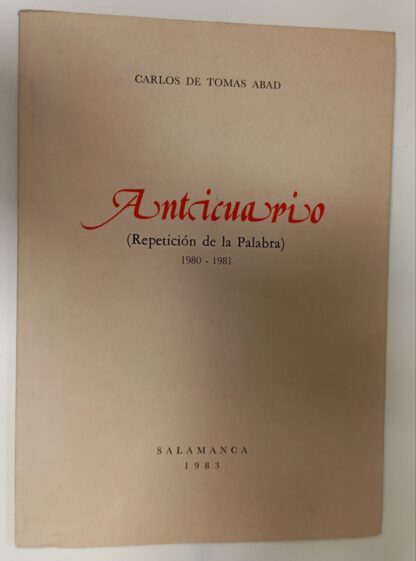 CARLOS DE TOMAS ABAD
Anticuario
(Repetición de la Palabra)
1980 - 1981
SALAMANCA
1983